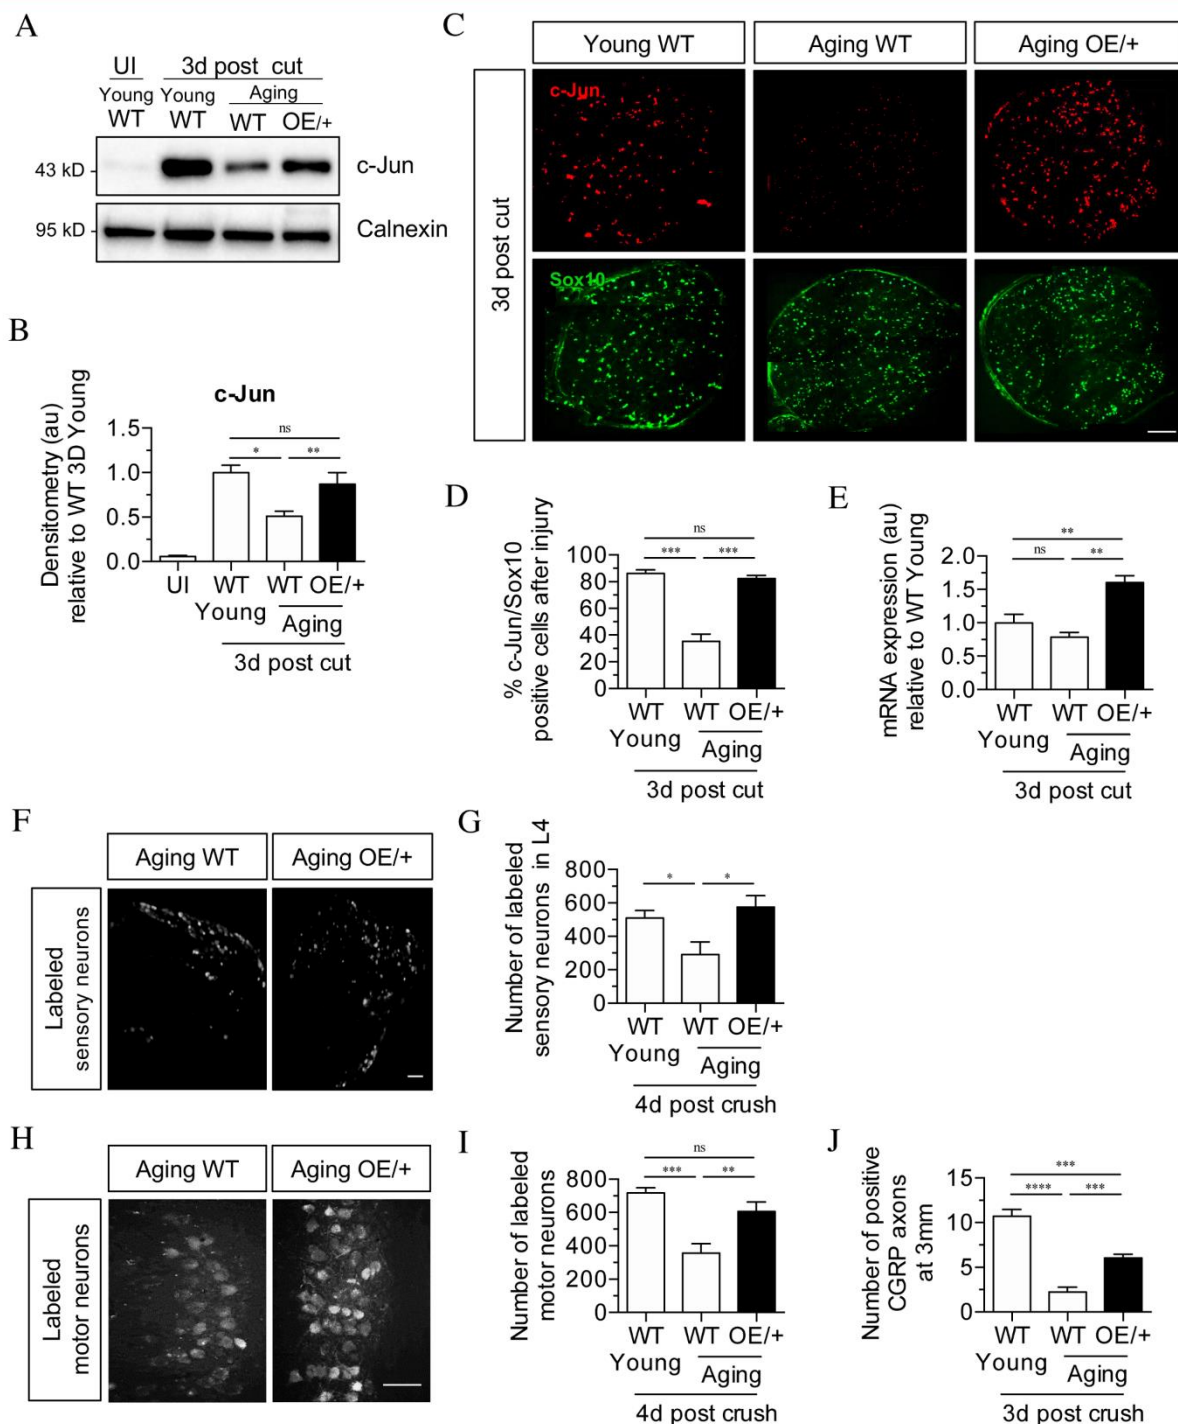 A
UI
3d post cut
Young
Young
Aging
WT
WT
WT
OE/+
43 kD
c-Jun
95 kD
Calnexin
B
c-Jun
Densitometry (au)
relative to WT 3D Young
1.5
1.0
0.5
0.0
ns
*
**
UI
WT
WT
OE/+
Young
Aging
3d post cut
C
Young WT
Aging WT
Aging OE/+
3d post cut
c-Jun
Sox10
D
% c-Jun/Sox10
positive cells after injury
100
80
60
40
20
0
ns
***
***
WT
WT
OE/+
Young
Aging
3d post cut
E
mRNA expression (au)
relative to WT Young
2.0
1.5
1.0
0.5
0.0
**
ns
**
WT
WT
OE/+
Young
Aging
3d post cut
F
Aging WT
Aging OE/+
Labeled
sensory neurons
G
Number of labeled
sensory neurons in L4
800
600
400
200
0
*
*
WT
WT
OE/+
Young
Aging
4d post crush
H
Aging WT
Aging OE/+
Labeled
motor neurons
I
Number of labeled
motor neurons
800
600
400
200
0
ns
***
**
WT
WT
OE/+
Young
Aging
4d post crush
J
Number of positive
CGRP axons
at 3mm
15
10
5
0
***
****
***
WT
WT
OE/+
Young
Aging
3d post crush